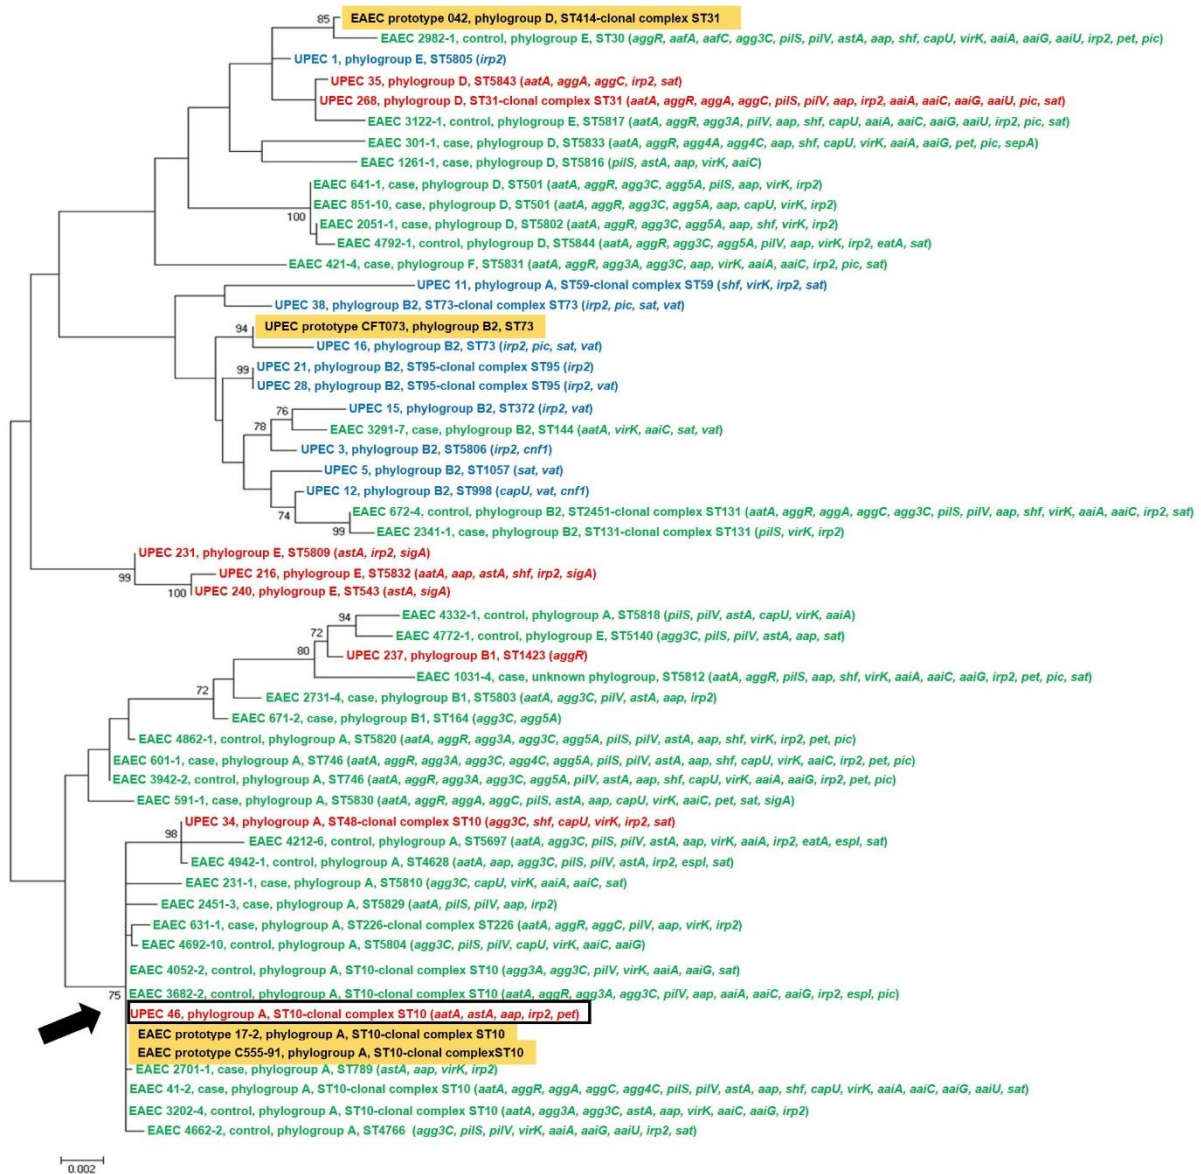 85
EAEC prototype 042, phylogroup D, ST414-clonal complex ST31
EAEC 2982-1, control, phylogroup E, ST30 (aggR, aafA, aafC, agg3C, pilS, pilV, astA, aap, shf, capU, virK, aaiA, aaiG, aaiU, irp2, pet, pic)
UPEC 1, phylogroup E, ST5805 (irp2)
UPEC 35, phylogroup D, ST5843 (aatA, aggA, aggC, irp2, sat)
UPEC 268, phylogroup D, ST31-clonal complex ST31 (aatA, aggR, aggA, aggC, pilS, pilV, aap, irp2, aaiA, aaiC, aaiG, aaiU, pic, sat)
EAEC 3122-1, control, phylogroup E, ST5817 (aatA, aggR, agg3A, pilV, aap, shf, capU, virK, aaiA, aaiC, aaiG, aaiU, irp2, pic, sat)
EAEC 301-1, case, phylogroup D, ST5833 (aatA, aggR, agg4A, agg4C, aap, shf, capU, virK, aaiA, aaiG, pet, pic, sepA)
EAEC 1261-1, case, phylogroup D, ST5816 (pilS, astA, aap, virK, aaiC)
EAEC 641-1, case, phylogroup D, ST501 (aatA, aggR, agg3C, agg5A, pilS, aap, virK, irp2)
EAEC 851-10, case, phylogroup D, ST501 (aatA, aggR, agg3C, agg5A, aap, capU, virK, irp2)
100
EAEC 2051-1, case, phylogroup D, ST5802 (aatA, aggR, agg3C, agg5A, aap, shf, virK, irp2)
EAEC 4792-1, control, phylogroup D, ST5844 (aatA, aggR, agg3C, agg5A, pilV, aap, virK, irp2, eatA, sat)
EAEC 421-4, case, phylogroup F, ST5831 (aatA, aggR, agg3A, agg3C, aap, virK, aaiA, aaiC, irp2, pic, sat)
UPEC 11, phylogroup A, ST59-clonal complex ST59 (shf, virK, irp2, sat)
UPEC 38, phylogroup B2, ST73-clonal complex ST73 (irp2, pic, sat, vat)
94
UPEC prototype CFT073, phylogroup B2, ST73
UPEC 16, phylogroup B2, ST73 (irp2, pic, sat, vat)
99
UPEC 21, phylogroup B2, ST95-clonal complex ST95 (irp2)
UPEC 28, phylogroup B2, ST95-clonal complex ST95 (irp2, vat)
76
UPEC 15, phylogroup B2, ST372 (irp2, vat)
78
EAEC 3291-7, case, phylogroup B2, ST144 (aatA, virK, aaiC, sat, vat)
UPEC 3, phylogroup B2, ST5806 (irp2, cnf1)
UPEC 5, phylogroup B2, ST1057 (sat, vat)
UPEC 12, phylogroup B2, ST998 (capU, vat, cnf1)
74
EAEC 672-4, control, phylogroup B2, ST2451-clonal complex ST131 (aatA, aggR, aggA, aggC, agg3C, pilS, pilV, aap, shf, virK, aaiA, aaiC, irp2, sat)
99
EAEC 2341-1, case, phylogroup B2, ST131-clonal complex ST131 (pilS, virK, irp2)
UPEC 231, phylogroup E, ST5809 (astA, irp2, sigA)
99
UPEC 216, phylogroup E, ST5832 (aatA, aap, astA, shf, irp2, sigA)
100
UPEC 240, phylogroup E, ST543 (astA, sigA)
94
EAEC 4332-1, control, phylogroup A, ST5818 (pilS, pilV, astA, capU, virK, aaiA)
72
EAEC 4772-1, control, phylogroup E, ST5140 (agg3C, pilS, pilV, astA, aap, sat)
80
UPEC 237, phylogroup B1, ST1423 (aggR)
EAEC 1031-4, case, unknown phylogroup, ST5812 (aatA, aggR, pilS, aap, shf, virK, aaiA, aaiC, aaiG, irp2, pet, pic, sat)
72
EAEC 2731-4, case, phylogroup B1, ST5803 (aatA, agg3C, pilV, astA, aap, irp2)
EAEC 671-2, case, phylogroup B1, ST164 (agg3C, agg5A)
EAEC 4862-1, control, phylogroup A, ST5820 (aatA, aggR, agg3A, agg3C, agg5A, pilS, pilV, astA, aap, shf, virK, irp2, pet, pic)
EAEC 601-1, case, phylogroup A, ST746 (aatA, aggR, agg3A, agg3C, agg4C, agg5A, pilS, pilV, astA, aap, shf, capU, virK, aaiC, irp2, pet, pic)
EAEC 3942-2, control, phylogroup A, ST746 (aatA, aggR, agg3A, agg3C, agg5A, pilV, astA, aap, shf, capU, virK, aaiA, aaiG, irp2, pet, pic)
EAEC 591-1, case, phylogroup A, ST5830 (aatA, aggR, aggA, aggC, pilS, astA, aap, capU, virK, aaiC, pet, sat, sigA)
UPEC 34, phylogroup A, ST48-clonal complex ST10 (agg3C, shf, capU, virK, irp2, sat)
98
EAEC 4212-6, control, phylogroup A, ST5697 (aatA, agg3C, pilS, pilV, astA, aap, virK, aaiA, irp2, eatA, espI, sat)
EAEC 4942-1, control, phylogroup A, ST4628 (aatA, aap, agg3C, pilS, pilV, astA, irp2, espI, sat)
EAEC 231-1, case, phylogroup A, ST5810 (agg3C, capU, virK, aaiA, aaiC, sat)
EAEC 2451-3, case, phylogroup A, ST5829 (aatA, pilS, pilV, aap, irp2)
EAEC 631-1, case, phylogroup A, ST226-clonal complex ST226 (aatA, aggR, aggC, pilV, aap, virK, irp2)
EAEC 4692-10, control, phylogroup A, ST5804 (agg3C, pilS, pilV, capU, virK, aaiC, aaiG)
EAEC 4052-2, control, phylogroup A, ST10-clonal complex ST10 (agg3A, agg3C, pilV, virK, aaiA, aaiG, sat)
75
EAEC 3682-2, control, phylogroup A, ST10-clonal complex ST10 (aatA, aggR, agg3A, agg3C, pilV, aap, aaiA, aaiC, aaiG, irp2, espI, pic)
UPEC 46, phylogroup A, ST10-clonal complex ST10 (aatA, astA, aap, irp2, pet)
EAEC prototype 17-2, phylogroup A, ST10-clonal complex ST10
EAEC prototype C555-91, phylogroup A, ST10-clonal complexST10
EAEC 2701-1, case, phylogroup A, ST789 (astA, aap, virK, irp2)
EAEC 41-2, case, phylogroup A, ST10-clonal complex ST10 (aatA, aggR, aggA, aggC, agg4C, pilS, pilV, astA, aap, shf, capU, virK, aaiA, aaiC, aaiG, aaiU, sat)
EAEC 3202-4, control, phylogroup A, ST10-clonal complex ST10 (aatA, agg3A, agg3C, astA, aap, virK, aaiC, aaiG, irp2)
EAEC 4662-2, control, phylogroup A, ST4766 (agg3C, pilS, pilV, virK, aaiA, aaiG, aaiU, irp2, sat)
0.002